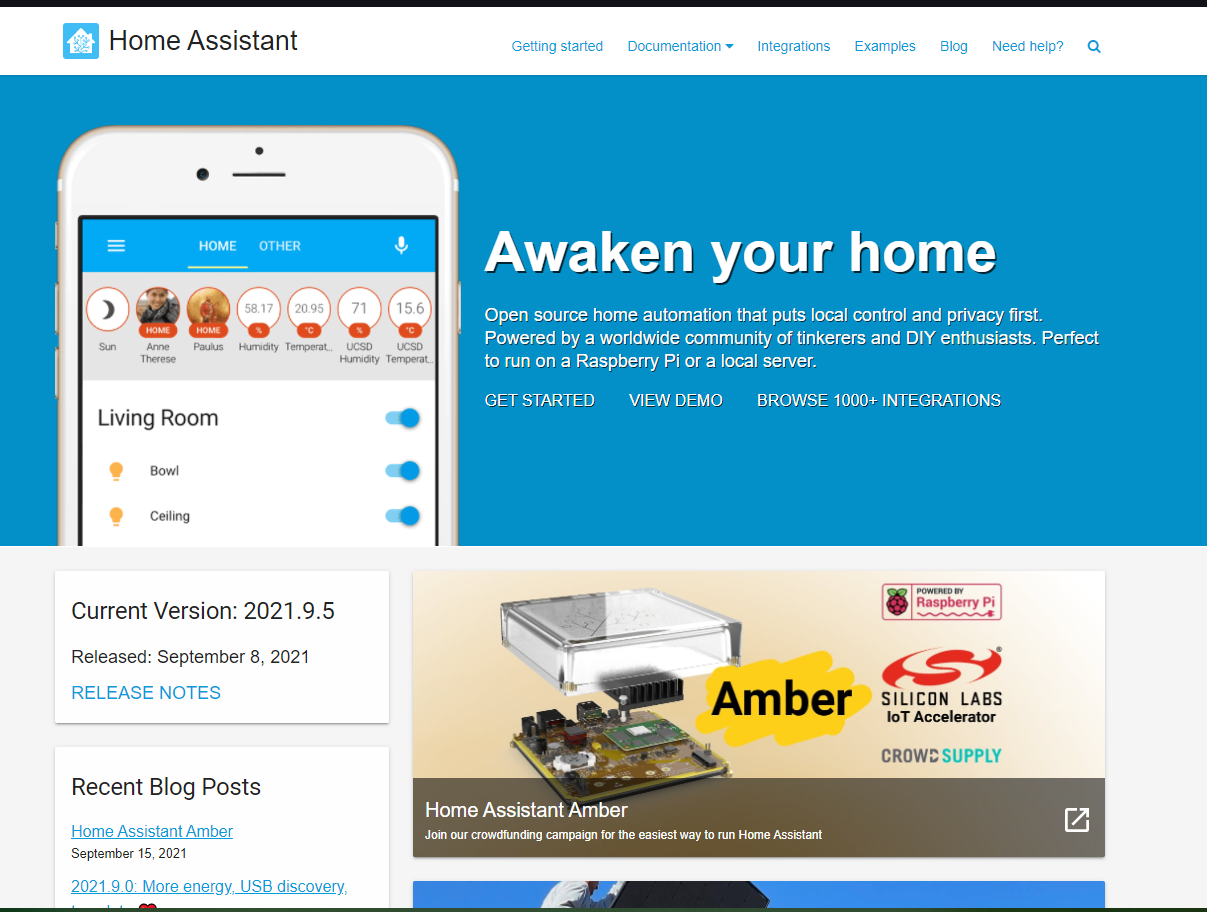 Home Assistant
Getting started Documentation Integrations Examples Blog Need help?
HOME OTHER
58.17 20.95 71 15.6
HOME HOME % °C % °C
Sun Anne Therese Paulus Humidity Temperat... UCSD Humidity UCSD Temperat...
Living Room
Bowl
Ceiling
Awaken your home
Open source home automation that puts local control and privacy first.
Powered by a worldwide community of tinkerers and DIY enthusiasts. Perfect
to run on a Raspberry Pi or a local server.
GET STARTED VIEW DEMO BROWSE 1000+ INTEGRATIONS
Current Version: 2021.9.5
Released: September 8, 2021
RELEASE NOTES
Recent Blog Posts
Home Assistant Amber
September 15, 2021
2021.9.0: More energy, USB discovery,
POWERED BY
Raspberry Pi
Amber
SILICON LABS
IoT Accelerator
CROWD SUPPLY
Home Assistant Amber
Join our crowdfunding campaign for the easiest way to run Home Assistant